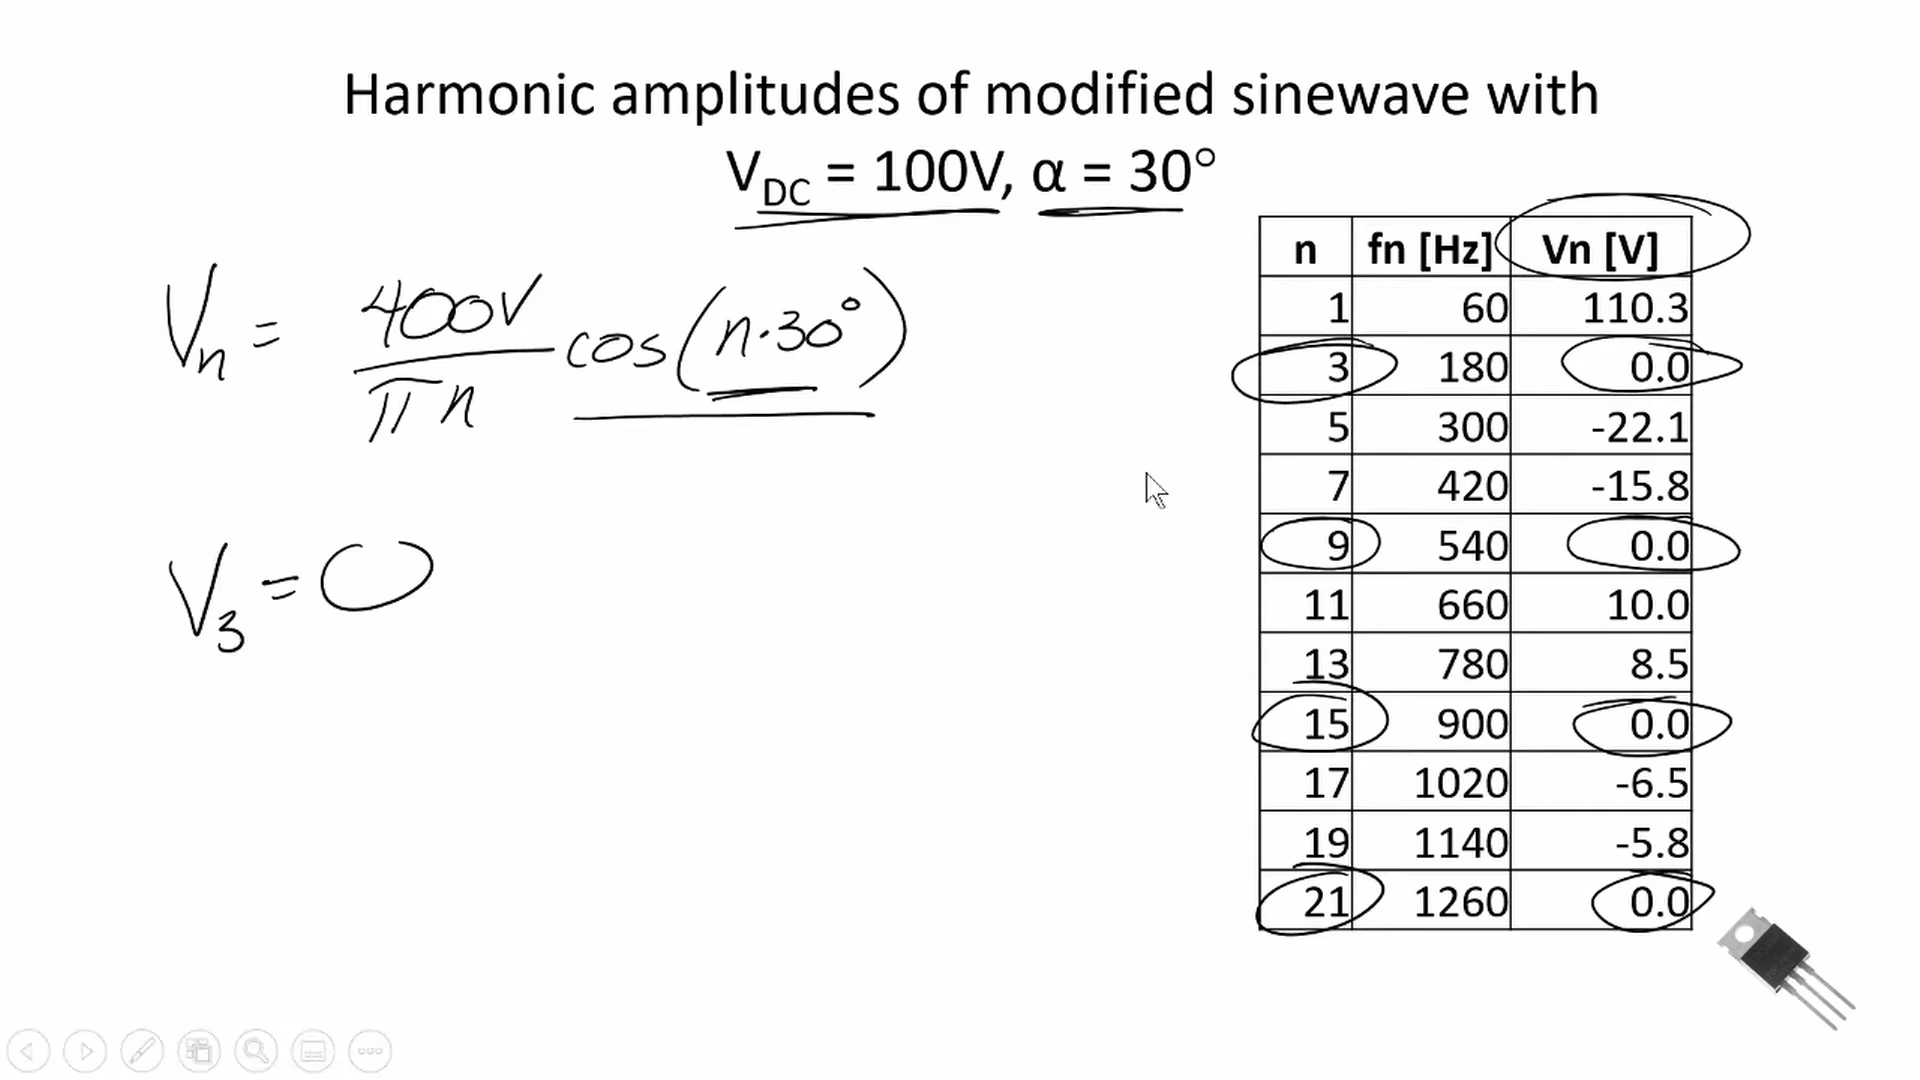 Harmonic amplitudes of modified sinewave with
V_DC = 100V, α = 30°
V_n = 400V / πn cos(n·30°)
V_3 = 0
n fn [Hz] Vn [V]
1 60 110.3
3 180 0.0
5 300 -22.1
7 420 -15.8
9 540 0.0
11 660 10.0
13 780 8.5
15 900 0.0
17 1020 -6.5
19 1140 -5.8
21 1260 0.0